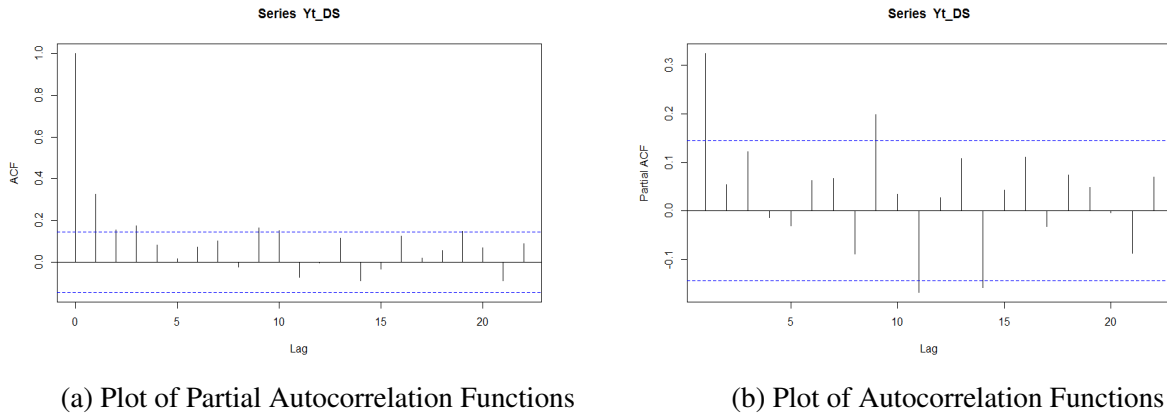 Series Yt_DS
ACF
1.0
0.8
0.6
0.4
0.2
0.0
0 5 10 15 20
Lag
(a) Plot of Partial Autocorrelation Functions
Series Yt_DS
Partial ACF
0.3
0.2
0.1
0.0
-0.1
5 10 15 20
Lag
(b) Plot of Autocorrelation Functions